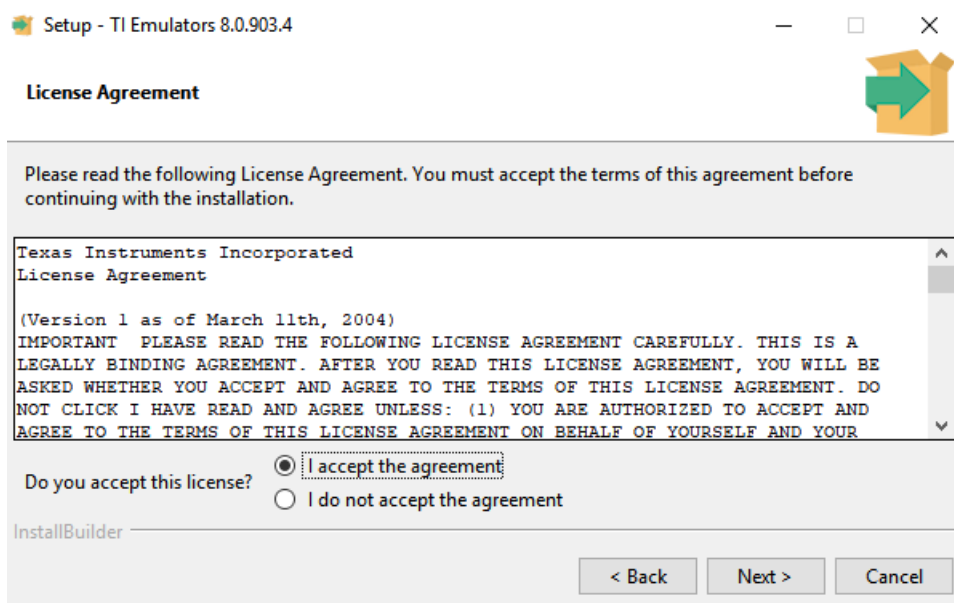 Setup - TI Emulators 8.0.903.4
License Agreement
Please read the following License Agreement. You must accept the terms of this agreement before
continuing with the installation.
Texas Instruments Incorporated
License Agreement
(Version 1 as of March 11th, 2004)
IMPORTANT  PLEASE READ THE FOLLOWING LICENSE AGREEMENT CAREFULLY. THIS IS A
LEGALLY BINDING AGREEMENT. AFTER YOU READ THIS LICENSE AGREEMENT, YOU WILL BE
ASKED WHETHER YOU ACCEPT AND AGREE TO THE TERMS OF THIS LICENSE AGREEMENT. DO
NOT CLICK I HAVE READ AND AGREE UNLESS: (1) YOU ARE AUTHORIZED TO ACCEPT AND
AGREE TO THE TERMS OF THIS LICENSE AGREEMENT ON BEHALF OF YOURSELF AND YOUR
Do you accept this license?
I accept the agreement
I do not accept the agreement
InstallBuilder
< Back
Next >
Cancel